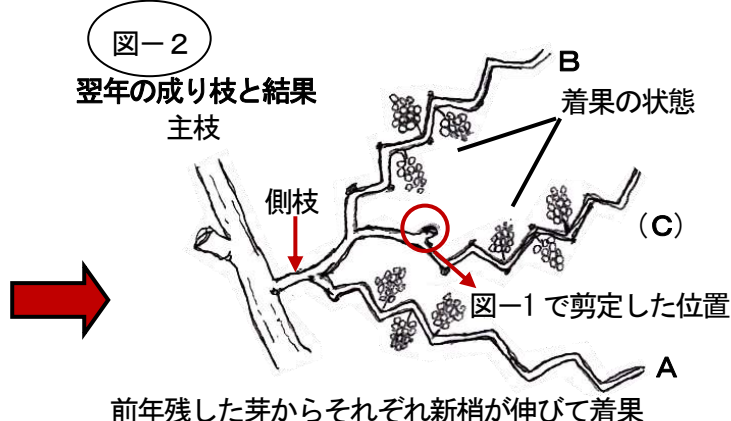 図－２
翌年の成り枝と結果
主枝
B
着果の状態
側枝
（C）
図－1で剪定した位置
A
前年残した芽からそれぞれ新梢が伸びて着果